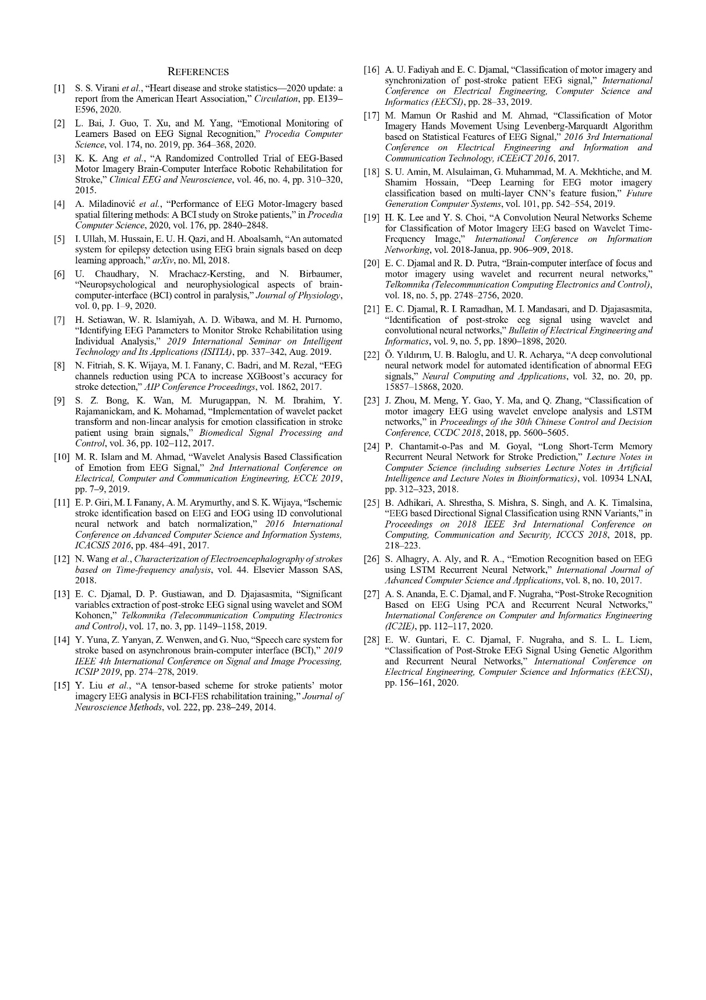 REFERENCES
[1] S. S. Virani et al., “Heart disease and stroke statistics—2020 update: a
report from the American Heart Association,” Circulation, pp. E139–
E596, 2020.
[2] L. Bai, J. Guo, T. Xu, and M. Yang, “Emotional Monitoring of
Learners Based on EEG Signal Recognition,” Procedia Computer
Science, vol. 174, no. 2019, pp. 364–368, 2020.
[3] K. K. Ang et al., “A Randomized Controlled Trial of EEG-Based
Motor Imagery Brain-Computer Interface Robotic Rehabilitation for
Stroke,” Clinical EEG and Neuroscience, vol. 46, no. 4, pp. 310–320,
2015.
[4] A. Miladinović et al., “Performance of EEG Motor-Imagery based
spatial filtering methods: A BCI study on Stroke patients,” in Procedia
Computer Science, 2020, vol. 176, pp. 2840–2848.
[5] I. Ullah, M. Hussain, E. U. H. Qazi, and H. Aboalsamh, “An automated
system for epilepsy detection using EEG brain signals based on deep
learning approach,” arXiv, no. Ml, 2018.
[6] U. Chaudhary, N. Mrachacz-Kersting, and N. Birbaumer,
“Neuropsychological and neurophysiological aspects of brain-
computer-interface (BCI) control in paralysis,” Journal of Physiology,
vol. 0, pp. 1–9, 2020.
[7] H. Setiawan, W. R. Islamiyah, A. D. Wibawa, and M. H. Purnomo,
“Identifying EEG Parameters to Monitor Stroke Rehabilitation using
Individual Analysis,” 2019 International Seminar on Intelligent
Technology and Its Applications (ISITIA), pp. 337–342, Aug. 2019.
[8] N. Fitriah, S. K. Wijaya, M. I. Fanany, C. Badri, and M. Rezal, “EEG
channels reduction using PCA to increase XGBoost’s accuracy for
stroke detection,” AIP Conference Proceedings, vol. 1862, 2017.
[9] S. Z. Bong, K. Wan, M. Murugappan, N. M. Ibrahim, Y.
Rajamanickam, and K. Mohamad, “Implementation of wavelet packet
transform and non-linear analysis for emotion classification in stroke
patient using brain signals,” Biomedical Signal Processing and
Control, vol. 36, pp. 102–112, 2017.
[10] M. R. Islam and M. Ahmad, “Wavelet Analysis Based Classification
of Emotion from EEG Signal,” 2nd International Conference on
Electrical, Computer and Communication Engineering, ECCE 2019,
pp. 7–9, 2019.
[11] E. P. Giri, M. I. Fanany, A. M. Arymurthy, and S. K. Wijaya, “Ischemic
stroke identification based on EEG and EOG using ID convolutional
neural network and batch normalization,” 2016 International
Conference on Advanced Computer Science and Information Systems,
ICACSIS 2016, pp. 484–491, 2017.
[12] N. Wang et al., Characterization of Electroencephalography of strokes
based on Time-frequency analysis, vol. 44. Elsevier Masson SAS,
2018.
[13] E. C. Djamal, D. P. Gustiawan, and D. Djajasasmita, “Significant
variables extraction of post-stroke EEG signal using wavelet and SOM
Kohonen,” Telkomnika (Telecommunication Computing Electronics
and Control), vol. 17, no. 3, pp. 1149–1158, 2019.
[14] Y. Yuna, Z. Yanyan, Z. Wenwen, and G. Nuo, “Speech care system for
stroke based on asynchronous brain-computer interface (BCI),” 2019
IEEE 4th International Conference on Signal and Image Processing,
ICSIP 2019, pp. 274–278, 2019.
[15] Y. Liu et al., “A tensor-based scheme for stroke patients’ motor
imagery EEG analysis in BCI-FES rehabilitation training,” Journal of
Neuroscience Methods, vol. 222, pp. 238–249, 2014.
[16] A. U. Fadiyah and E. C. Djamal, “Classification of motor imagery and
synchronization of post-stroke patient EEG signal,” International
Conference on Electrical Engineering, Computer Science and
Informatics (EECSI), pp. 28–33, 2019.
[17] M. Mamun Or Rashid and M. Ahmad, “Classification of Motor
Imagery Hands Movement Using Levenberg-Marquardt Algorithm
based on Statistical Features of EEG Signal,” 2016 3rd International
Conference on Electrical Engineering and Information and
Communication Technology, iCEEiCT 2016, 2017.
[18] S. U. Amin, M. Alsulaiman, G. Muhammad, M. A. Mekhtiche, and M.
Shamim Hossain, “Deep Learning for EEG motor imagery
classification based on multi-layer CNN’s feature fusion,” Future
Generation Computer Systems, vol. 101, pp. 542–554, 2019.
[19] H. K. Lee and Y. S. Choi, “A Convolution Neural Networks Scheme
for Classification of Motor Imagery EEG based on Wavelet Time-
Frequency Image,” International Conference on Information
Networking, vol. 2018-Janua, pp. 906–909, 2018.
[20] E. C. Djamal and R. D. Putra, “Brain-computer interface of focus and
motor imagery using wavelet and recurrent neural networks,”
Telkomnika (Telecommunication Computing Electronics and Control),
vol. 18, no. 5, pp. 2748–2756, 2020.
[21] E. C. Djamal, R. I. Ramadhan, M. I. Mandasari, and D. Djajasasmita,
“Identification of post-stroke eeg signal using wavelet and
convolutional neural networks,” Bulletin of Electrical Engineering and
Informatics, vol. 9, no. 5, pp. 1890–1898, 2020.
[22] Ö. Yıldırım, U. B. Baloglu, and U. R. Acharya, “A deep convolutional
neural network model for automated identification of abnormal EEG
signals,” Neural Computing and Applications, vol. 32, no. 20, pp.
15857–15868, 2020.
[23] J. Zhou, M. Meng, Y. Gao, Y. Ma, and Q. Zhang, “Classification of
motor imagery EEG using wavelet envelope analysis and LSTM
networks,” in Proceedings of the 30th Chinese Control and Decision
Conference, CCDC 2018, 2018, pp. 5600–5605.
[24] P. Chantamit-o-Pas and M. Goyal, “Long Short-Term Memory
Recurrent Neural Network for Stroke Prediction,” Lecture Notes in
Computer Science (including subseries Lecture Notes in Artificial
Intelligence and Lecture Notes in Bioinformatics), vol. 10934 LNAI,
pp. 312–323, 2018.
[25] B. Adhikari, A. Shrestha, S. Mishra, S. Singh, and A. K. Timalsina,
“EEG based Directional Signal Classification using RNN Variants,” in
Proceedings on 2018 IEEE 3rd International Conference on
Computing, Communication and Security, ICCCS 2018, 2018, pp.
218–223.
[26] S. Alhagry, A. Aly, and R. A., “Emotion Recognition based on EEG
using LSTM Recurrent Neural Network,” International Journal of
Advanced Computer Science and Applications, vol. 8, no. 10, 2017.
[27] A. S. Ananda, E. C. Djamal, and F. Nugraha, “Post-Stroke Recognition
Based on EEG Using PCA and Recurrent Neural Networks,”
International Conference on Computer and Informatics Engineering
(IC2IE), pp. 112–117, 2020.
[28] E. W. Guntari, E. C. Djamal, F. Nugraha, and S. L. L. Liem,
“Classification of Post-Stroke EEG Signal Using Genetic Algorithm
and Recurrent Neural Networks,” International Conference on
Electrical Engineering, Computer Science and Informatics (EECSI),
pp. 156–161, 2020.